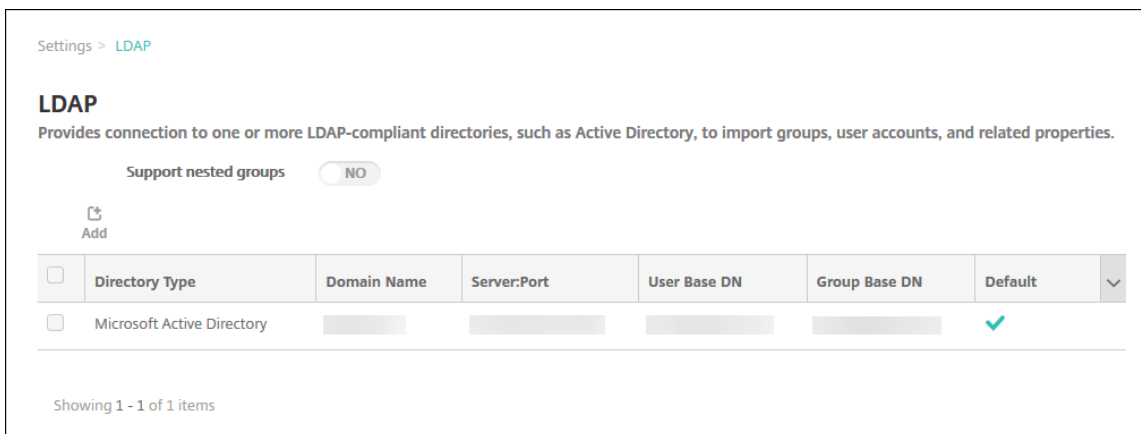 Settings > LDAP
LDAP
Provides connection to one or more LDAP-compliant directories, such as Active Directory, to import groups, user accounts, and related properties.
Support nested groups NO
Add
Directory Type Domain Name Server:Port User Base DN Group Base DN Default
Microsoft Active Directory
Showing 1 - 1 of 1 items